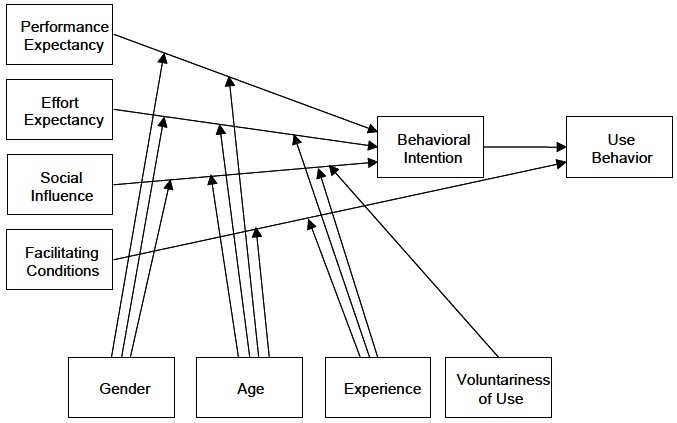 Performance
Expectancy
Effort
Expectancy
Social
Influence
Facilitating
Conditions
Behavioral
Intention
Use
Behavior
Gender
Age
Experience
Voluntariness
of Use